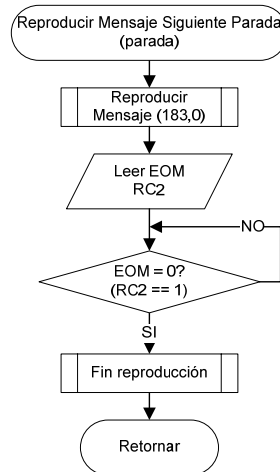 Reproducir Mensaje Siguiente Parada
(parada)
Reproducir
Mensaje (183,0)
Leer EOM
RC2
NO
EOM = 0?
(RC2 == 1)
SI
Fin reproducción
Retornar